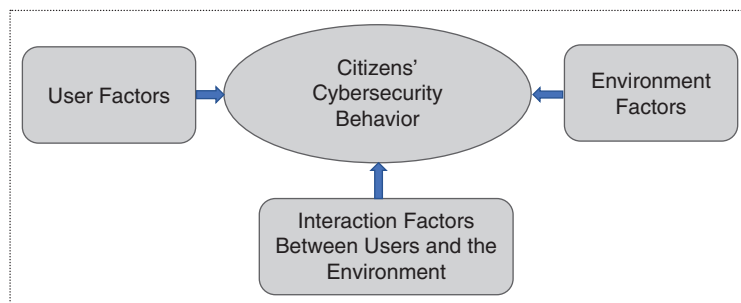 User Factors
Citizens’
Cybersecurity
Behavior
Environment
Factors
Interaction Factors
Between Users and the
Environment